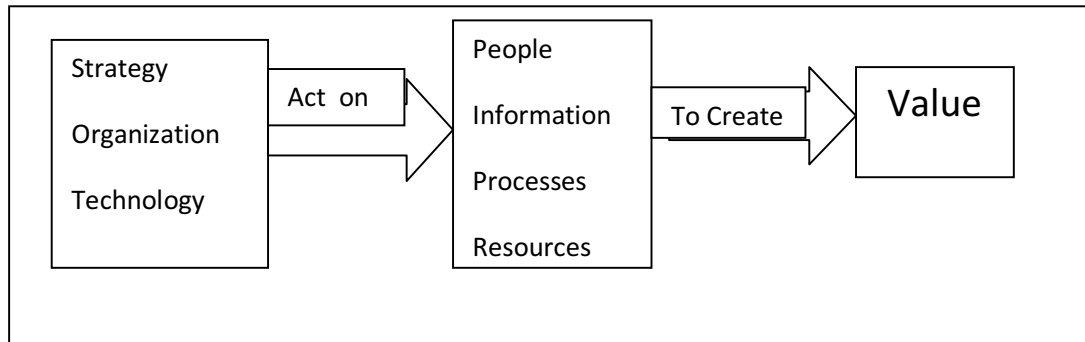 Strategy
Organization
Technology
Act on
People
Information
Processes
Resources
To Create
Value